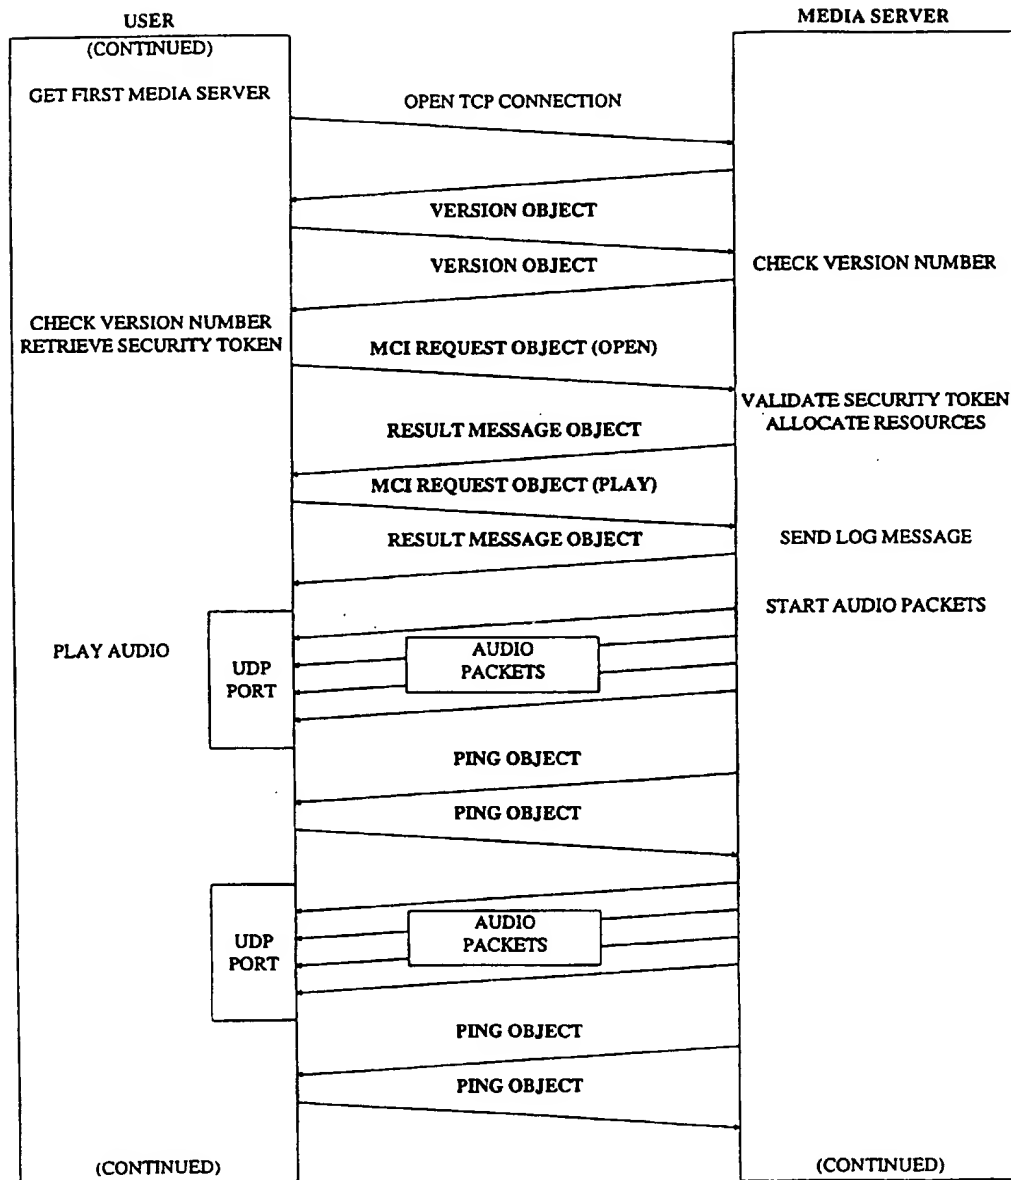 USER
MEDIA SERVER
(CONTINUED)
GET FIRST MEDIA SERVER
OPEN TCP CONNECTION
VERSION OBJECT
VERSION OBJECT
CHECK VERSION NUMBER
CHECK VERSION NUMBER
RETRIEVE SECURITY TOKEN
MCI REQUEST OBJECT (OPEN)
VALIDATE SECURITY TOKEN
ALLOCATE RESOURCES
RESULT MESSAGE OBJECT
MCI REQUEST OBJECT (PLAY)
RESULT MESSAGE OBJECT
SEND LOG MESSAGE
START AUDIO PACKETS
PLAY AUDIO
UDP
PORT
AUDIO
PACKETS
PING OBJECT
PING OBJECT
UDP
PORT
AUDIO
PACKETS
PING OBJECT
PING OBJECT
(CONTINUED)
(CONTINUED)